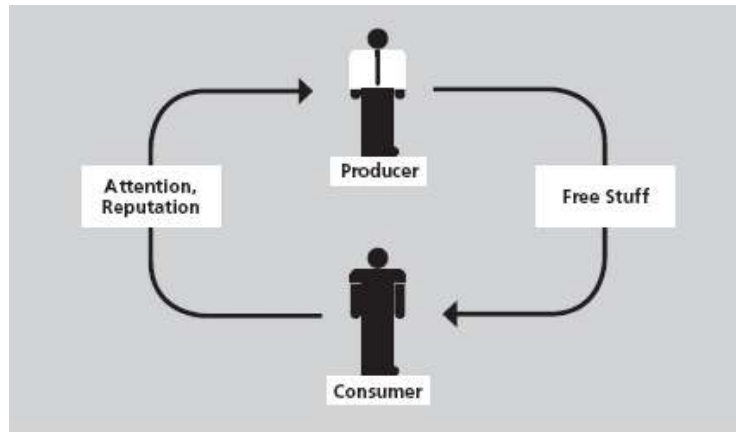 Producer
Attention,
Reputation
Free Stuff
Consumer